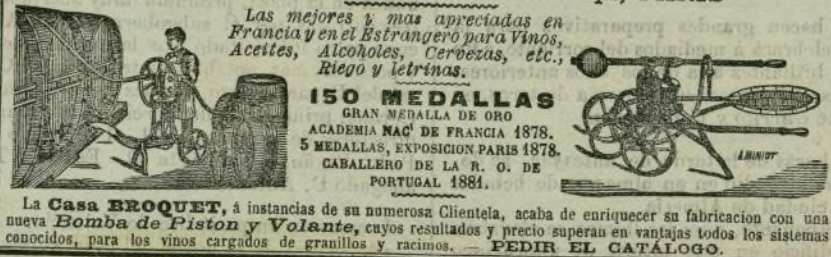 Las mejores y mas apreciadas en
Francia y en el Estrangero para Vinos,
Aceites, Alcoholes, Cervezas, etc.,
Riego y letrinas.
150 MEDALLAS
GRAN MEDALLA DE ORO
ACADEMIA NACl DE FRANCIA 1878.
5 MEDALLAS, EXPOSICION PARIS 1878.
CABALLERO DE LA R. O. DE
PORTUGAL 1881.
A.MINIOT
La Casa BROQUET, á instancias de su numerosa Clientela, acaba de enriquecer su fabricacion con una
nueva Bomba de Piston y Volante, cuyos resultados y precio superan en vantajas todos los sistemas
conocidos, para los vinos cargados de granillos y racimos. — PEDIR EL CATÁLOGO.